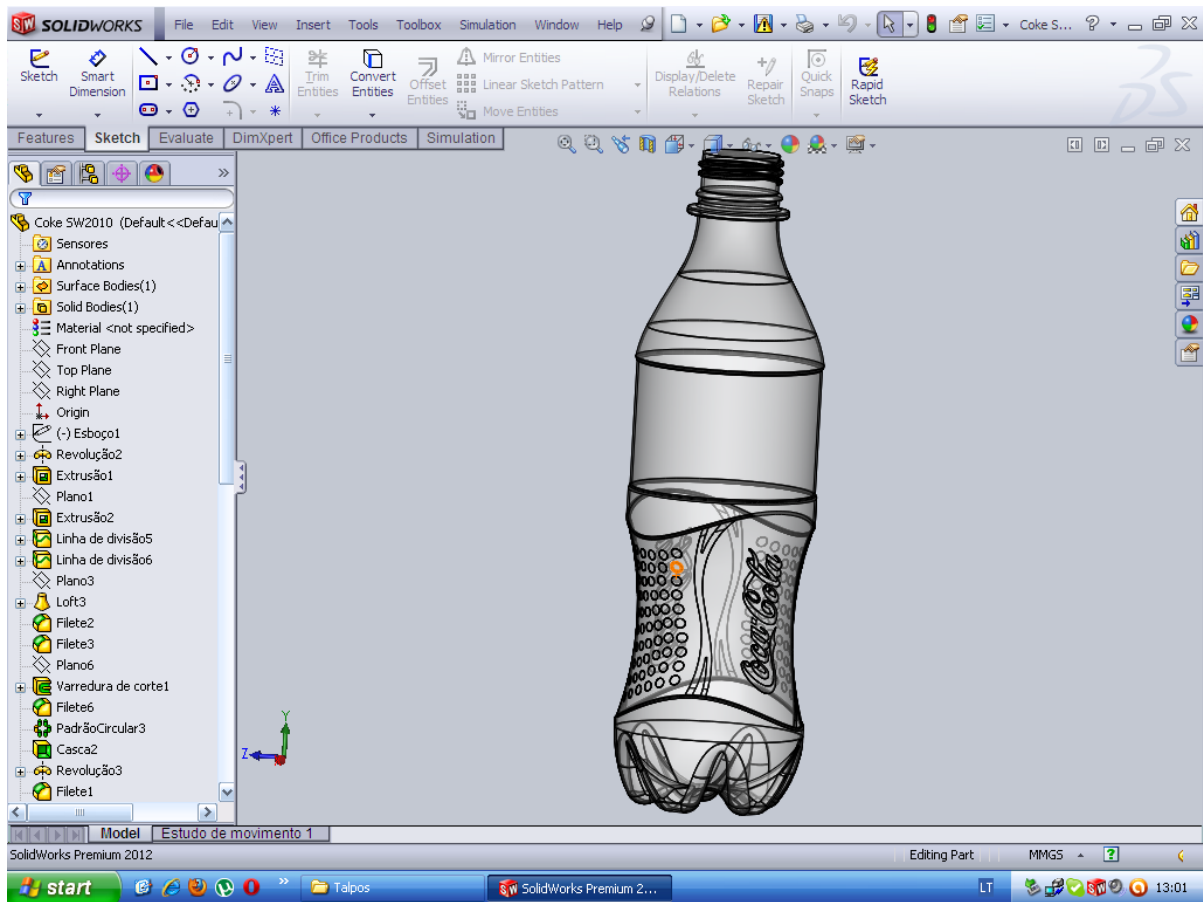 SW SOLIDWORKS File Edit View Insert Tools Toolbox Simulation Window Help Coke S... ?
Sketch Smart Dimension Trim Entities Convert Entities Offset Entities Mirror Entities Linear Sketch Pattern Move Entities Display/Delete Relations Repair Sketch Quick Snaps Rapid Sketch
Features Sketch Evaluate DimXpert Office Products Simulation
»
Coke SW2010 (Default<<Defau
Sensores
Annotations
Surface Bodies(1)
Solid Bodies(1)
Material <not specified>
Front Plane
Top Plane
Right Plane
Origin
(-) Esboço1
Revolução2
Extrusão1
Plano1
Extrusão2
Linha de divisão5
Linha de divisão6
Plano3
Loft3
Filete2
Filete3
Plano6
Varredura de corte1
Filete6
PadrãoCircular3
Casca2
Revolução3
Filete1
Coca-Cola
Y
Z
Model Estudo de movimento 1
SolidWorks Premium 2012 Editing Part MMGS ?
start » Talpos SolidWorks Premium 2... LT 13:01